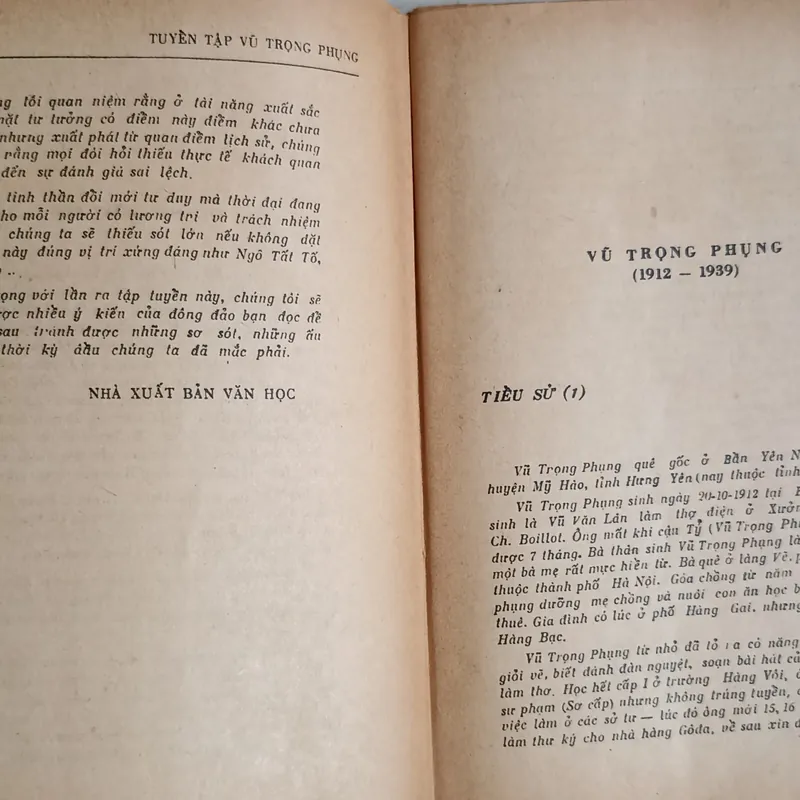 TUYỂN TẬP VŨ TRỌNG PHỤNG
tôi quan niệm rằng ở tài năng xuất sắc
mặt tư tưởng có điểm này điểm khác chưa
nhưng xuất phát từ quan điểm lịch sử, chúng
rằng mọi đòi hỏi thiếu thực tế khách quan
đến sự đánh giá sai lệch.
tinh thần đổi mới tư duy mà thời đại đang
cho mỗi người có lương tri và trách nhiệm
chúng ta sẽ thiếu sót lớn nếu không đặt
này đúng vị trí xứng đáng như Ngô Tất Tố,
...
với lần ra tập tuyển này, chúng tôi sẽ
được nhiều ý kiến của đông đảo bạn đọc để
sau tránh được những sơ sót, những ấu
thời kỳ đầu chúng ta đã mắc phải.
NHÀ XUẤT BẢN VĂN HỌC
VŨ TRỌNG PHỤNG
(1912 — 1939)
TIỂU SỬ (1)
Vũ Trọng Phụng quê gốc ở Bần Yên N
huyện Mỹ Hào, tỉnh Hưng Yên (nay thuộc tỉnh
Vũ Trọng Phụng sinh ngày 20-10-1912 tại
sinh là Vũ Văn Lân làm thợ điện ở Xưởn
Ch. Boillot. Ông mất khi cậu Tý (Vũ Trọng Phụ
được 7 tháng. Bà thân sinh Vũ Trọng Phụng là
một bà mẹ rất mực hiền từ. Bà quê ở làng Vẽ,
thuộc thành phố Hà Nội. Góa chồng từ năm
phụng dưỡng mẹ chồng và nuôi con ăn học b
thuê. Gia đình có lúc ở phố Hàng Gai, nhưng
Hàng Bạc.
Vũ Trọng Phụng từ nhỏ đã tỏ ra có năng
giỏi vẽ, biết đánh đàn nguyệt, soạn bài hát cả
làm thơ. Học hết cấp I ở trường Hàng Vôi,
sư phạm (Sơ cấp) nhưng không trúng tuyển,
việc làm ở các sở tư — lúc đó ông mới 15, 16
làm thư ký cho nhà hàng Gôđa, về sau xin